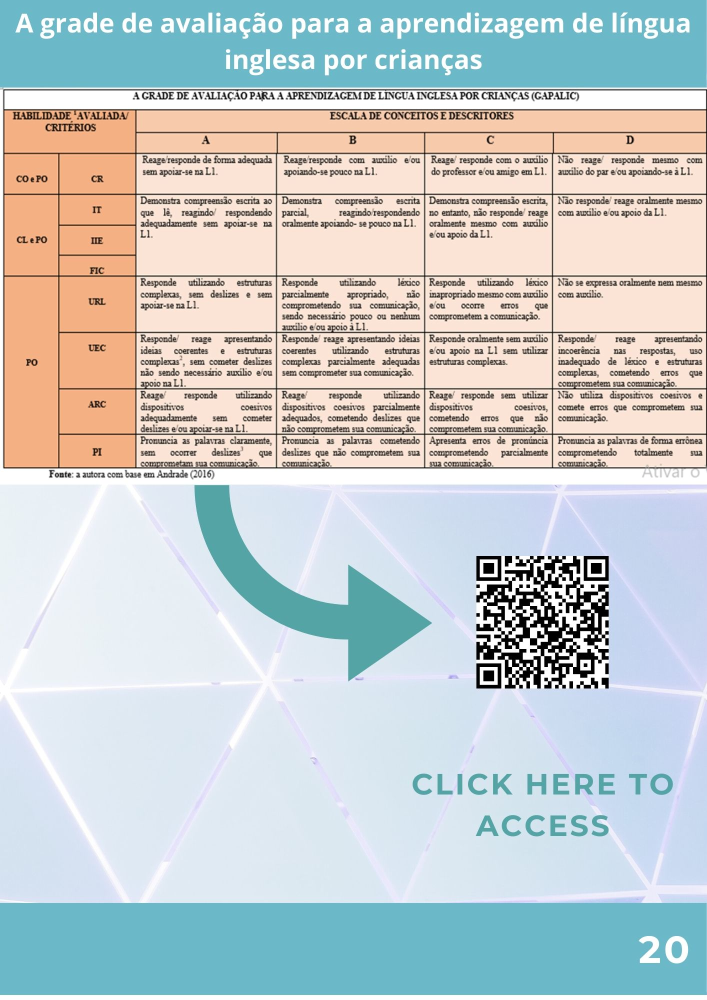 A grade de avaliação para a aprendizagem de língua
inglesa por crianças
A GRADE DE AVALIAÇÃO PARA A APRENDIZAGEM DE LÍNGUA INGLESA POR CRIANÇAS (GAPALIC)
HABILIDADE ¹AVALIADA/
CRITÉRIOS
ESCALA DE CONCEITOS E DESCRITORES
A
B
C
D
CO e PO
CR
Reage/responde de forma adequada
sem apoiar-se na L1.
Reage/responde com auxílio e/ou
apoiando-se pouco na L1.
Reage/ responde com o auxílio
do professor e/ou amigo em L1.
Não reage/ responde mesmo com
auxílio do par e/ou apoiando-se à L1.
CL e PO
IT
IIE
FIC
Demonstra compreensão escrita ao
que lê, reagindo/ respondendo
adequadamente sem apoiar-se na
L1.
Demonstra compreensão escrita
parcial, reagindo/respondendo
oralmente apoiando- se pouco na L1.
Demonstra compreensão escrita,
no entanto, não responde/ reage
oralmente mesmo com auxílio
e/ou apoio da L1.
Não responde/ reage oralmente mesmo
com auxílio e/ou apoio da L1.
PO
URL
Responde utilizando estruturas
complexas, sem deslizes e sem
apoiar-se na L1.
Responde utilizando léxico
parcialmente apropriado, não
comprometendo sua comunicação,
sendo necessário pouco ou nenhum
auxílio e/ou apoio à L1.
Responde utilizando léxico
inapropriado mesmo com auxílio
e/ou ocorre erros que
comprometem a comunicação.
Não se expressa oralmente nem mesmo
com auxílio.
UEC
Responde/ reage apresentando
ideias coerentes e estruturas
complexas², sem cometer deslizes
não sendo necessário auxílio e/ou
apoio na L1.
Responde/ reage apresentando ideias
coerentes utilizando estruturas
complexas parcialmente adequadas
sem comprometer sua comunicação.
Responde oralmente sem auxílio
e/ou apoio na L1 sem utilizar
estruturas complexas.
Responde/ reage apresentando
incoerência nas respostas, uso
inadequado de léxico e estruturas
complexas, cometendo erros que
comprometem sua comunicação.
ARC
Reage/ responde utilizando
dispositivos coesivos
adequadamente sem cometer
deslizes e/ou apoiar-se na L1.
Reage/ responde utilizando
dispositivos coesivos parcialmente
adequados, cometendo deslizes que
não comprometem sua comunicação.
Reage/ responde sem utilizar
dispositivos coesivos,
cometendo erros que não
comprometem sua comunicação.
Não utiliza dispositivos coesivos e
comete erros que comprometem sua
comunicação.
PI
Pronuncia as palavras claramente,
sem ocorrer deslizes³ que
comprometam sua comunicação.
Pronuncia as palavras cometendo
deslizes que não comprometem sua
comunicação.
Apresenta erros de pronúncia
comprometendo parcialmente
sua comunicação.
Pronuncia as palavras de forma errônea
comprometendo totalmente sua
comunicação.
Fonte: a autora com base em Andrade (2016)
Ativar o
CLICK HERE TO
ACCESS
20